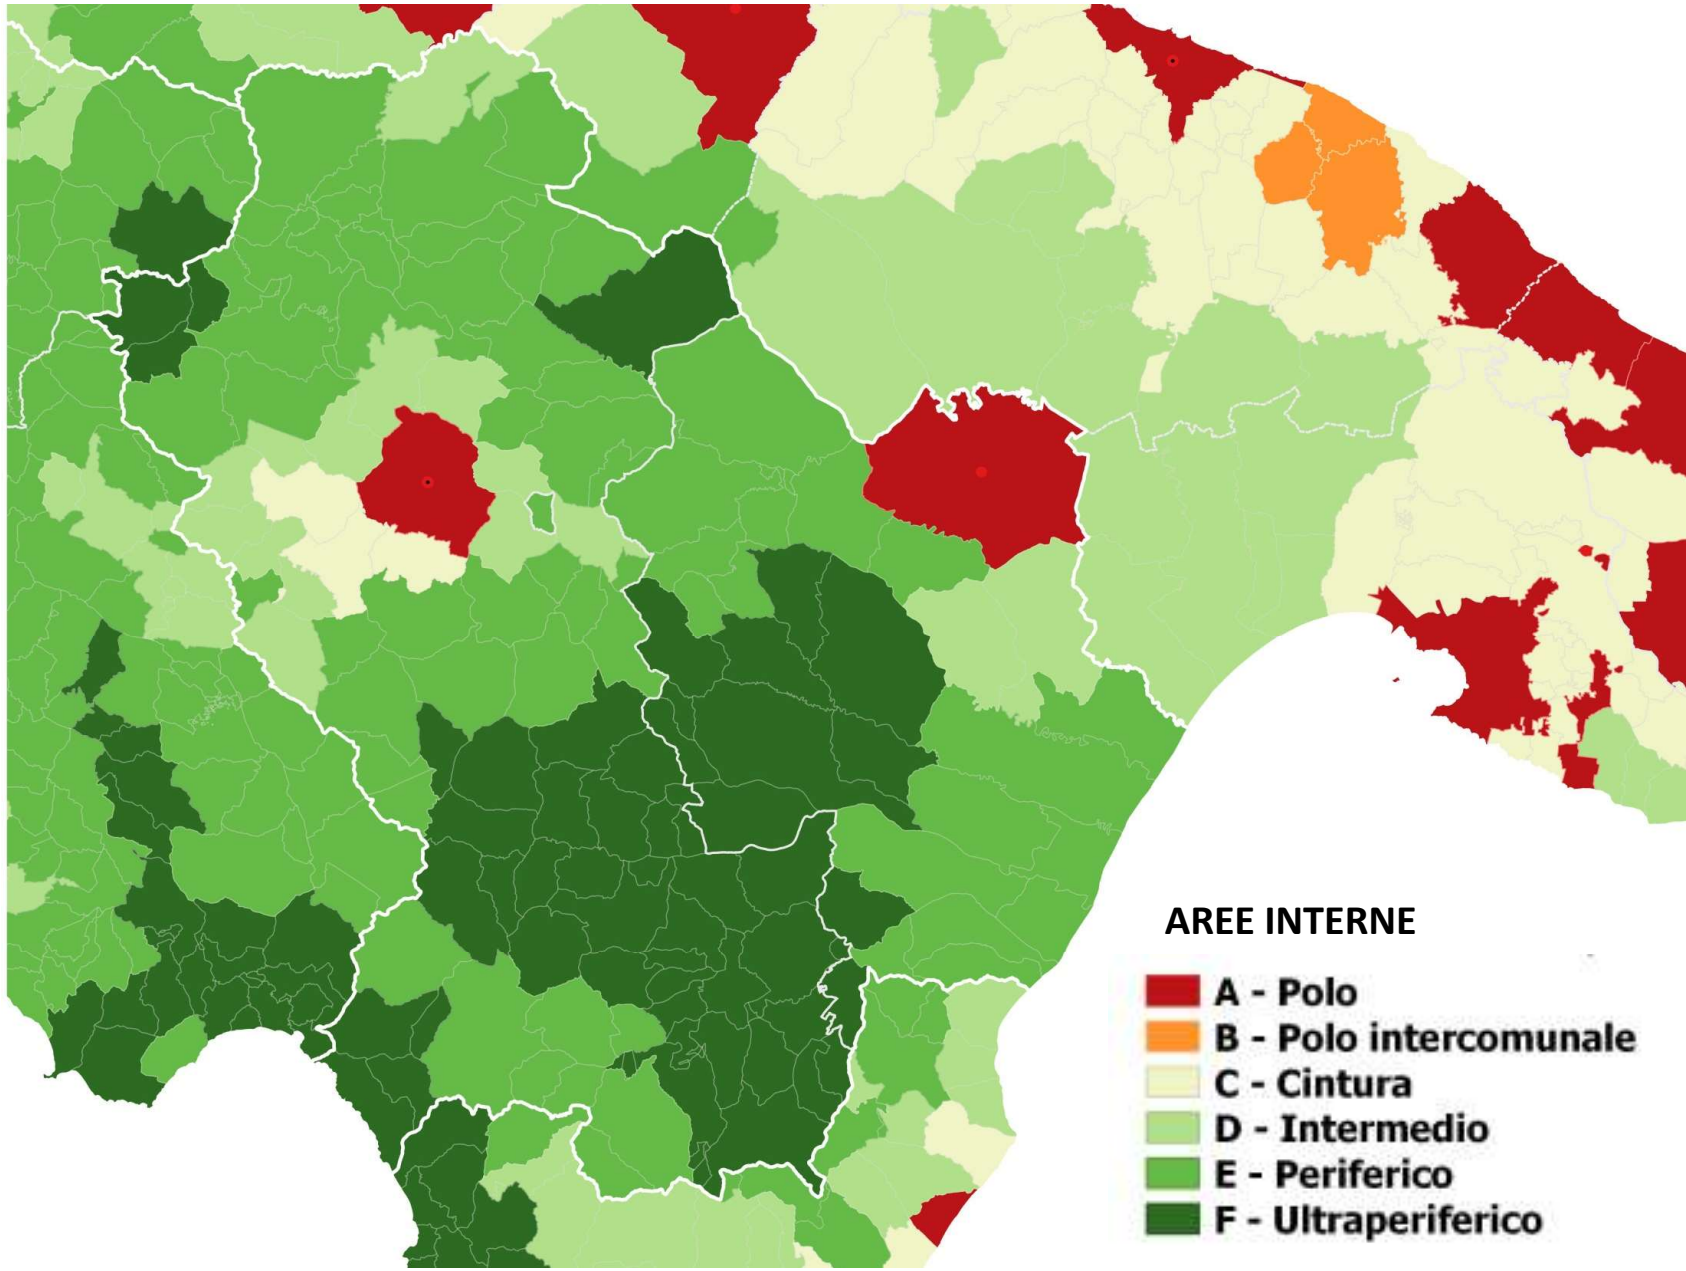 AREE INTERNE
A - Polo
B - Polo intercomunale
C - Cintura
D - Intermedio
E - Periferico
F - Ultraperiferico